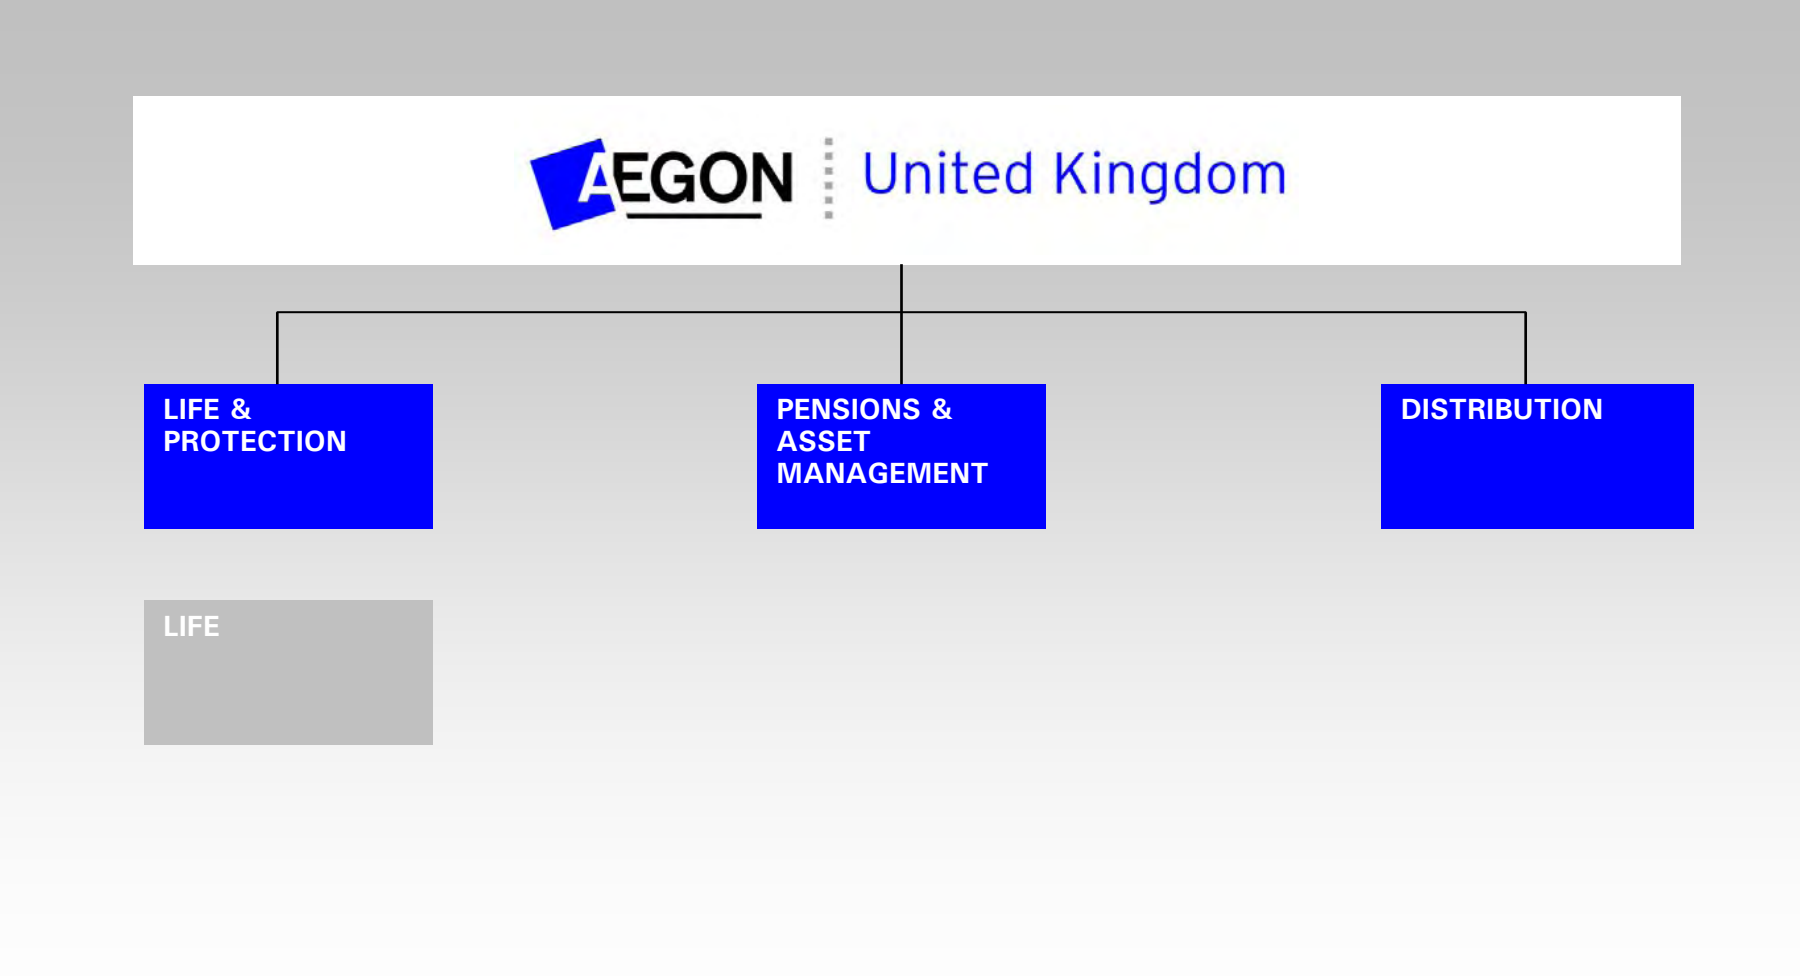 AEGON United Kingdom
LIFE &
PROTECTION
PENSIONS &
ASSET
MANAGEMENT
DISTRIBUTION
LIFE